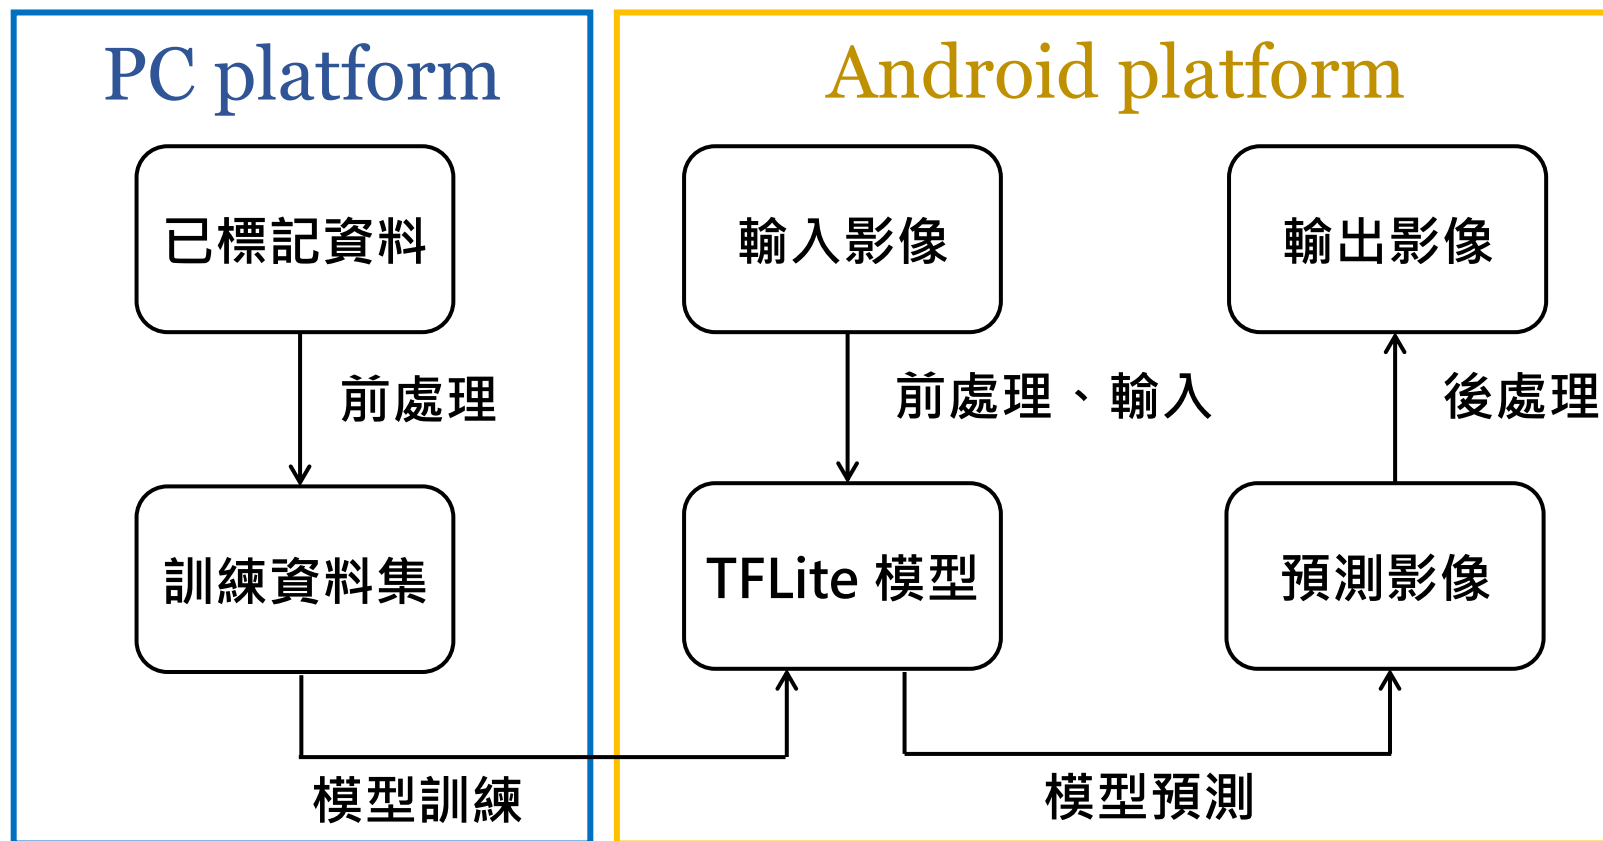 PC platform
已標記資料
前處理
訓練資料集
模型訓練
Android platform
輸入影像
前處理、輸入
TFLite 模型
模型預測
預測影像
後處理
輸出影像